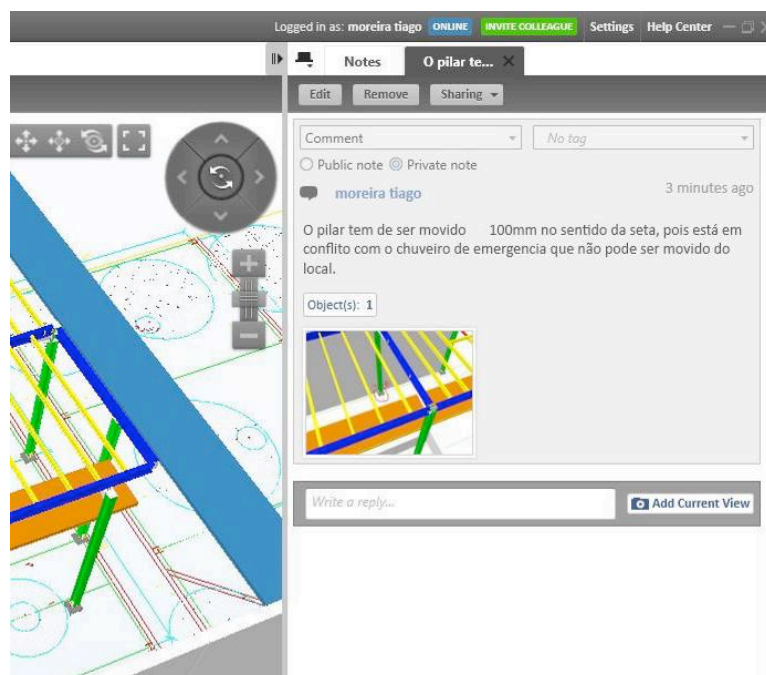 Logged in as: moreira tiago ONLINE INVITE COLLEAGUE Settings Help Center
Notes O pilar te...
Edit Remove Sharing
Comment No tag
Public note Private note
moreira tiago 3 minutes ago
O pilar tem de ser movido 100mm no sentido da seta, pois está em
conflito com o chuveiro de emergencia que não pode ser movido do
local.
Object(s): 1
Write a reply... Add Current View